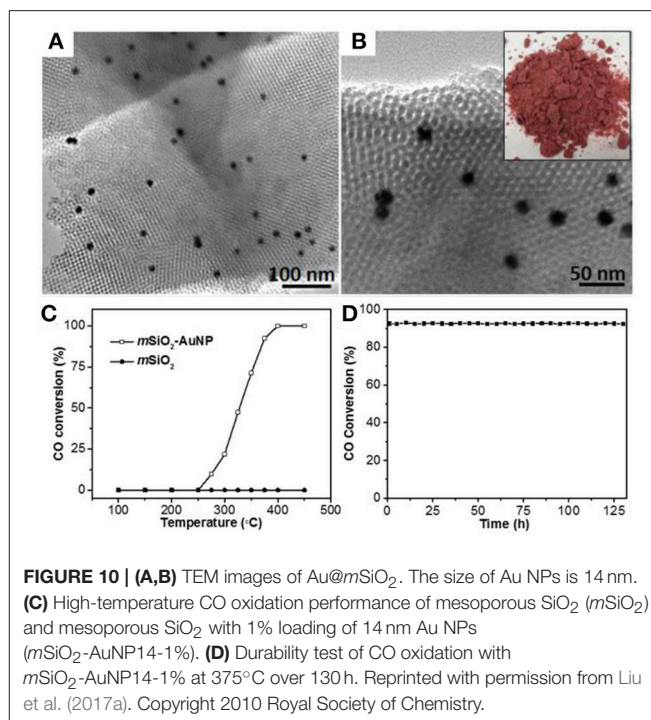 A
B
100 nm
50 nm
C
D
100
75
50
25
0
CO conversion (%)
mSiO₂-AuNP
mSiO₂
100
200
300
400
500
Temperature (°C)
100
80
60
40
20
0
CO Conversion (%)
0
25
50
75
100
125
Time (h)
FIGURE 10 | (A,B) TEM images of Au@mSiO₂. The size of Au NPs is 14 nm.
(C) High-temperature CO oxidation performance of mesoporous SiO₂ (mSiO₂)
and mesoporous SiO₂ with 1% loading of 14 nm Au NPs
(mSiO₂-AuNP14-1%). (D) Durability test of CO oxidation with
mSiO₂-AuNP14-1% at 375°C over 130 h. Reprinted with permission from Liu
et al. (2017a). Copyright 2010 Royal Society of Chemistry.